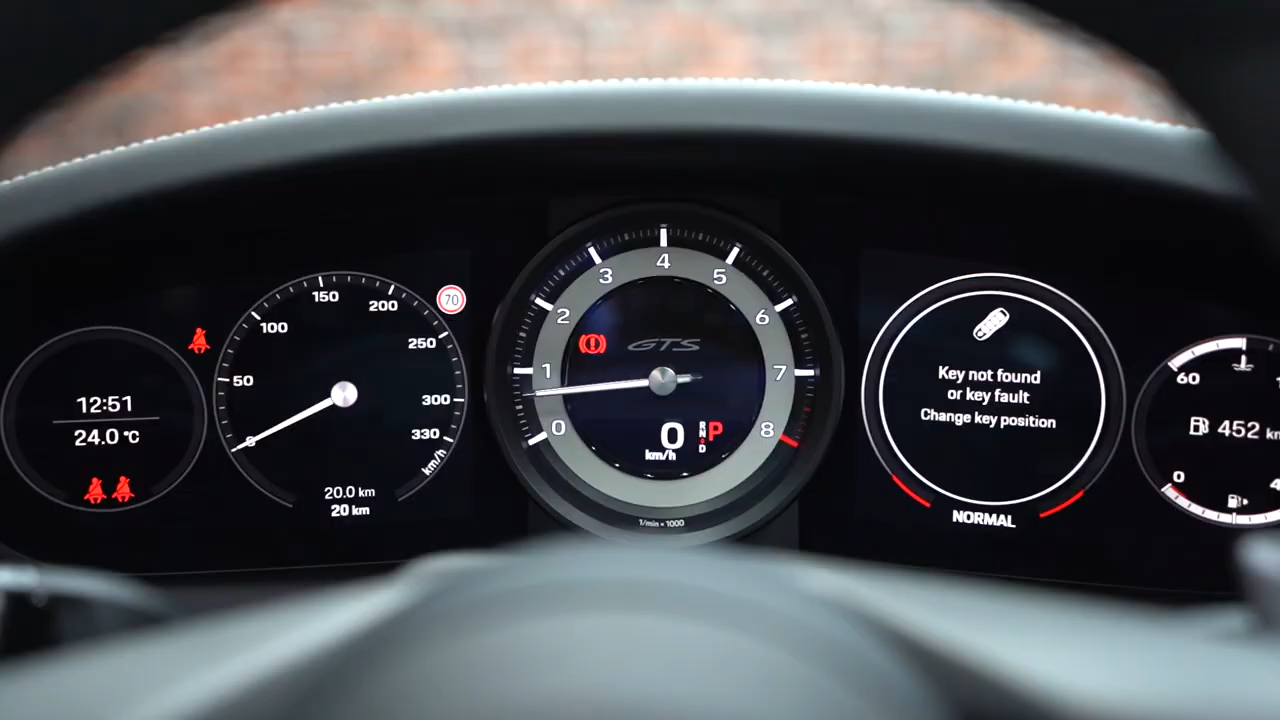 12:51
24.0 °C
0
50
100
150
200
250
300
330
km/h
70
20.0 km
20 km
0
1
2
3
4
5
6
7
8
GTS
0
km/h
R
N
D
P
1/min × 1000
Key not found
or key fault
Change key position
NORMAL
60
452 km
0